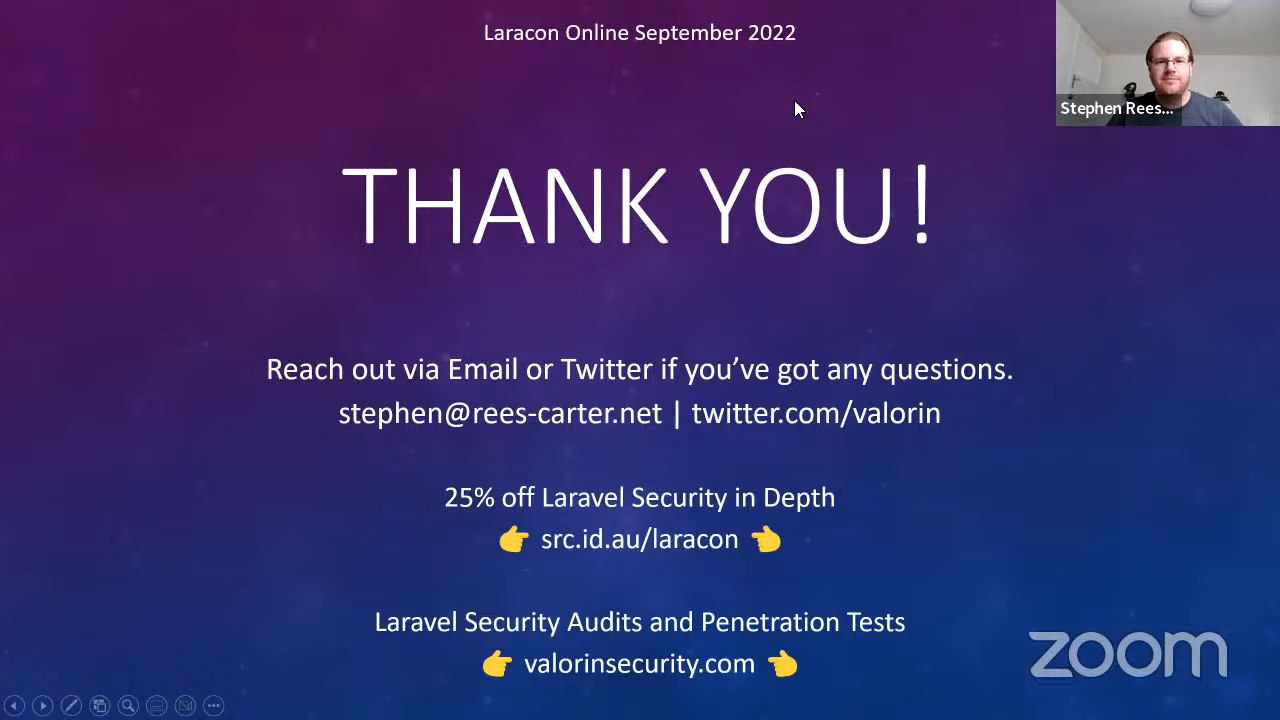 Laracon Online September 2022
Stephen Rees...
THANK YOU!
Reach out via Email or Twitter if you’ve got any questions.
stephen@rees-carter.net | twitter.com/valorin
25% off Laravel Security in Depth
👉 src.id.au/laracon 👈
Laravel Security Audits and Penetration Tests
👉 valorinsecurity.com 👈
zoom